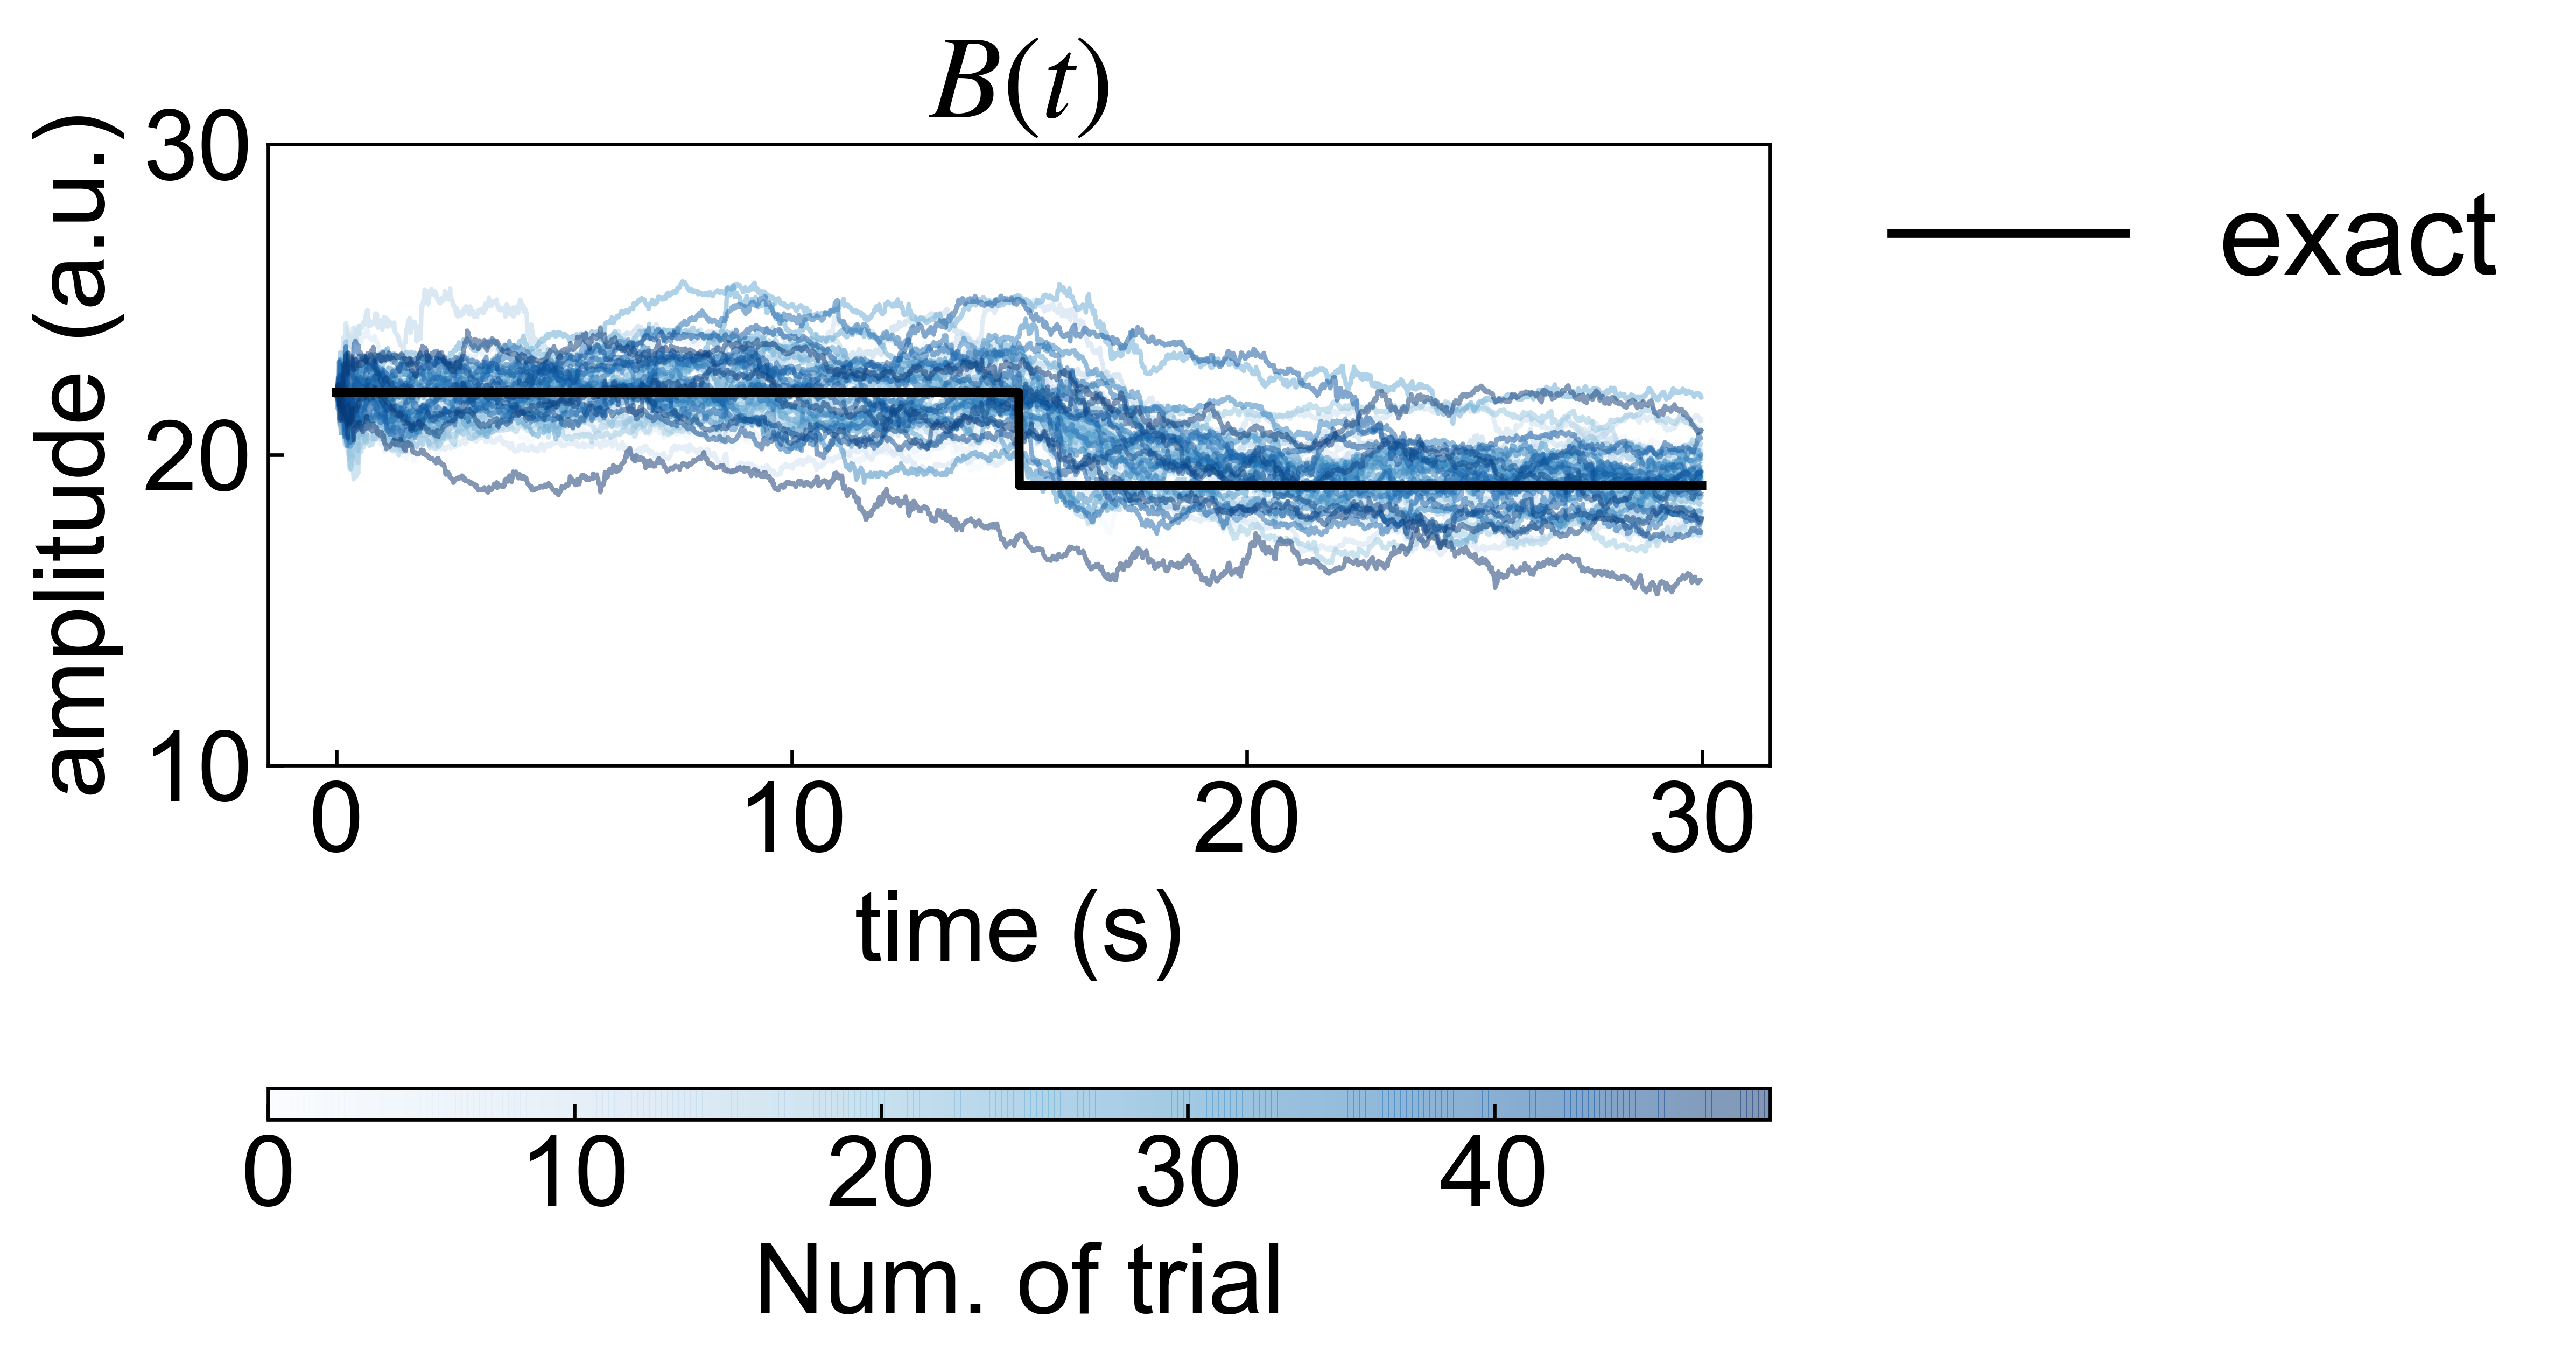 B(t)
amplitude (a.u.)
30
20
10
0 10 20 30
time (s)
exact
0 10 20 30 40
Num. of trial